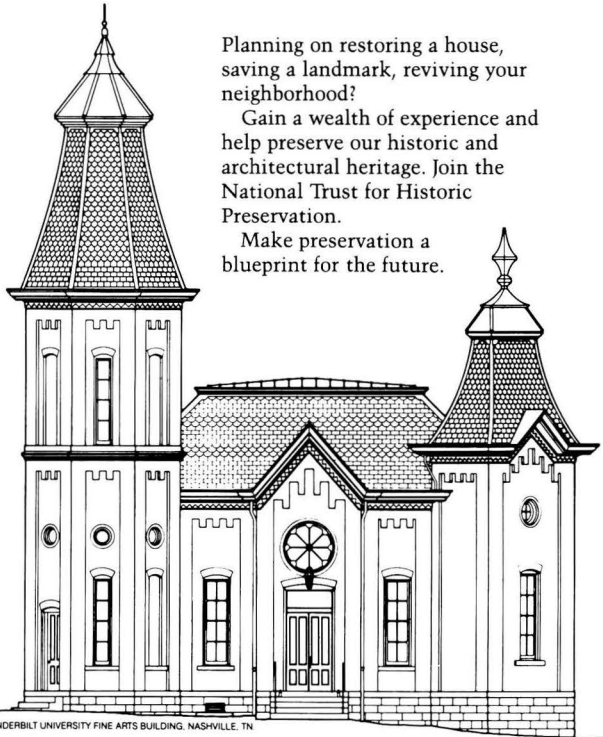 Planning on restoring a house,
saving a landmark, reviving your
neighborhood?
Gain a wealth of experience and
help preserve our historic and
architectural heritage. Join the
National Trust for Historic
Preservation.
Make preservation a
blueprint for the future.
NDERBILT UNIVERSITY FINE ARTS BUILDING, NASHVILLE, TN